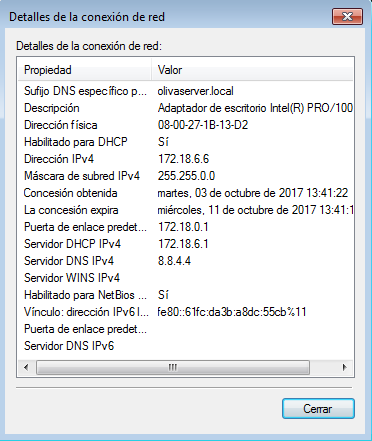 Detalles de la conexión de red
Detalles de la conexión de red:
Propiedad Valor
Sufijo DNS específico p... olivaserver.local
Descripción Adaptador de escritorio Intel(R) PRO/100
Dirección física 08-00-27-1B-13-D2
Habilitado para DHCP Sí
Dirección IPv4 172.18.6.6
Máscara de subred IPv4 255.255.0.0
Concesión obtenida martes, 03 de octubre de 2017 13:41:22
La concesión expira miércoles, 11 de octubre de 2017 13:41:1
Puerta de enlace predet... 172.18.0.1
Servidor DHCP IPv4 172.18.6.1
Servidor DNS IPv4 8.8.4.4
Servidor WINS IPv4
Habilitado para NetBios ... Sí
Vínculo: dirección IPv6 l... fe80::61fc:da3b:a8dc:55cb%11
Puerta de enlace predet...
Servidor DNS IPv6
Cerrar